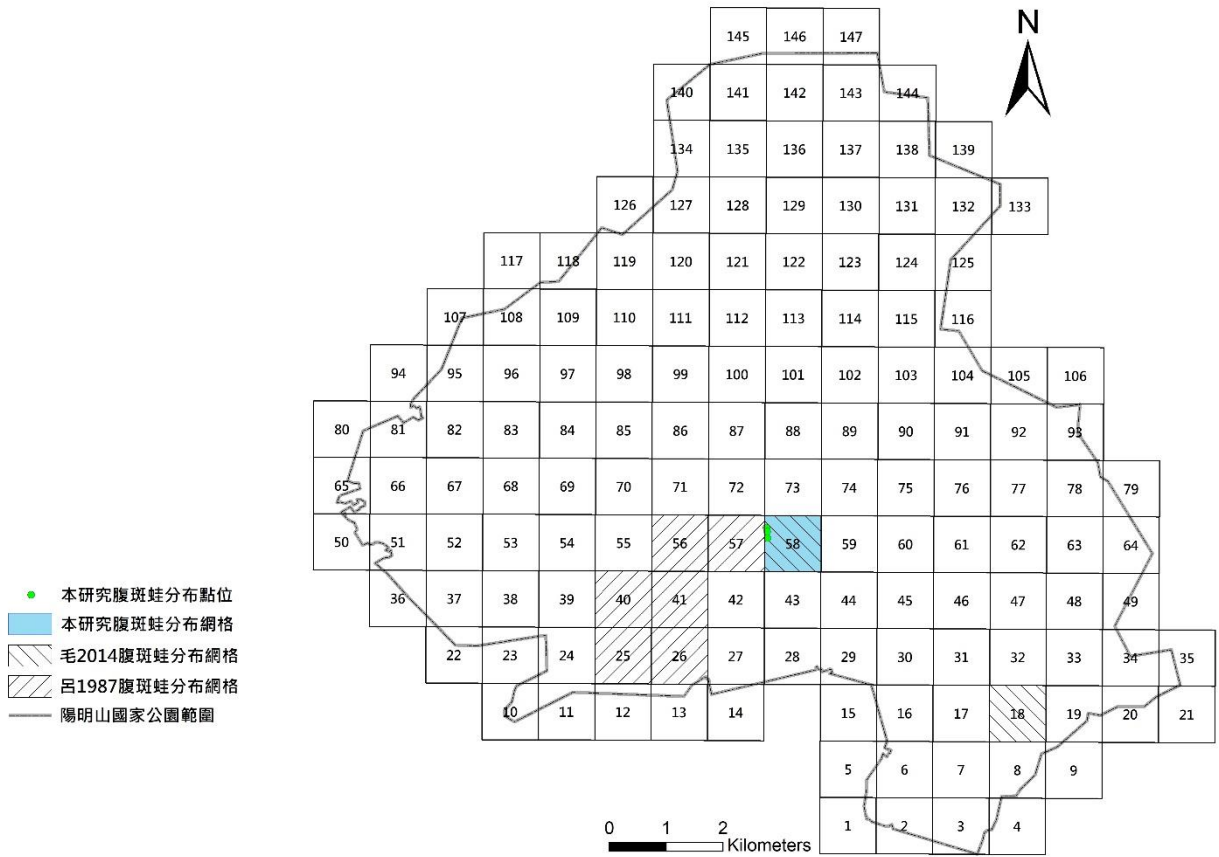 145 146 147
N
140 141 142 143 144
134 135 136 137 138 139
126 127 128 129 130 131 132 133
117 118 119 120 121 122 123 124 125
107 108 109 110 111 112 113 114 115 116
94 95 96 97 98 99 100 101 102 103 104 105 106
80 81 82 83 84 85 86 87 88 89 90 91 92 93
65 66 67 68 69 70 71 72 73 74 75 76 77 78 79
50 51 52 53 54 55 56 57 58 59 60 61 62 63 64
36 37 38 39 40 41 42 43 44 45 46 47 48 49
22 23 24 25 26 27 28 29 30 31 32 33 34 35
10 11 12 13 14 15 16 17 18 19 20 21
5 6 7 8 9
1 2 3 4
本研究腹斑蛙分布點位
本研究腹斑蛙分布網格
毛2014腹斑蛙分布網格
呂1987腹斑蛙分布網格
陽明山國家公園範圍
0 1 2
Kilometers